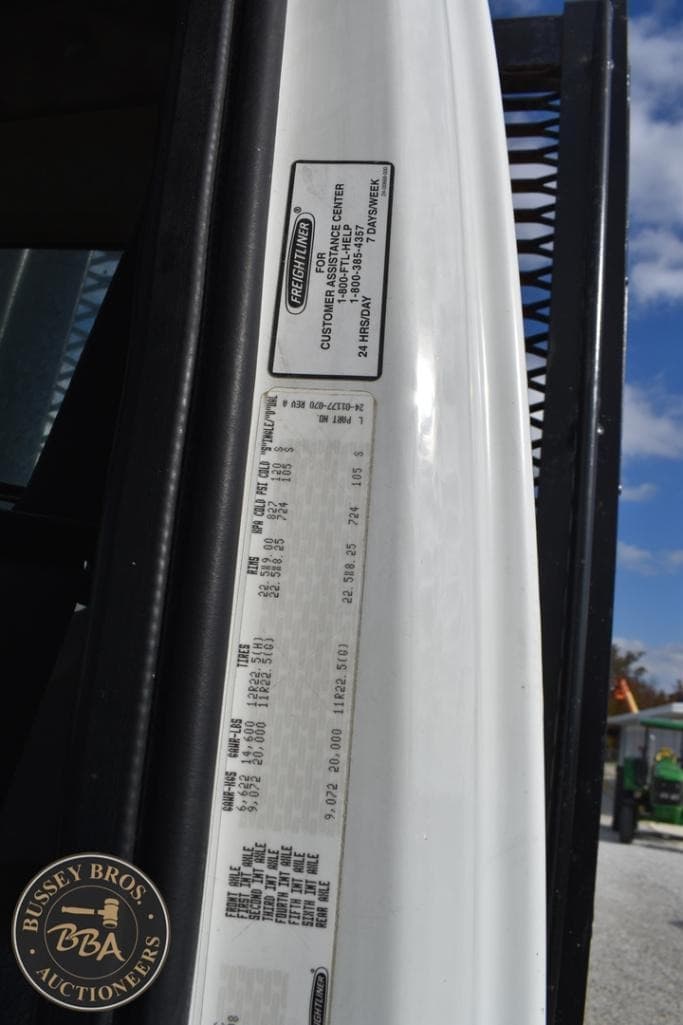 FREIGHTLINER®
FOR
CUSTOMER ASSISTANCE CENTER
1-800-FTL-HELP
1-800-385-4357
24 HRS/DAY 7 DAYS/WEEK
GAWR-KGS GAWR-LBS TIRES RIMS KPA COLD PSI COLD "S"INGLE/"D"UAL
FRONT AXLE 6,622 14,600 12R22.5(H) 22.5X9.00 827 120 S
FIRST INT AXLE 9,072 20,000 11R22.5(G) 22.5X8.25 724 105 S
SECOND INT AXLE
THIRD INT AXLE
FOURTH INT AXLE
FIFTH INT AXLE
SIXTH INT AXLE
REAR AXLE 9,072 20,000 11R22.5(G) 22.5X8.25 724 105 S
PART NO. 24-01177-070 REV A
FREIGHTLINER
BUSSEY BROS.
BBA
AUCTIONEERS